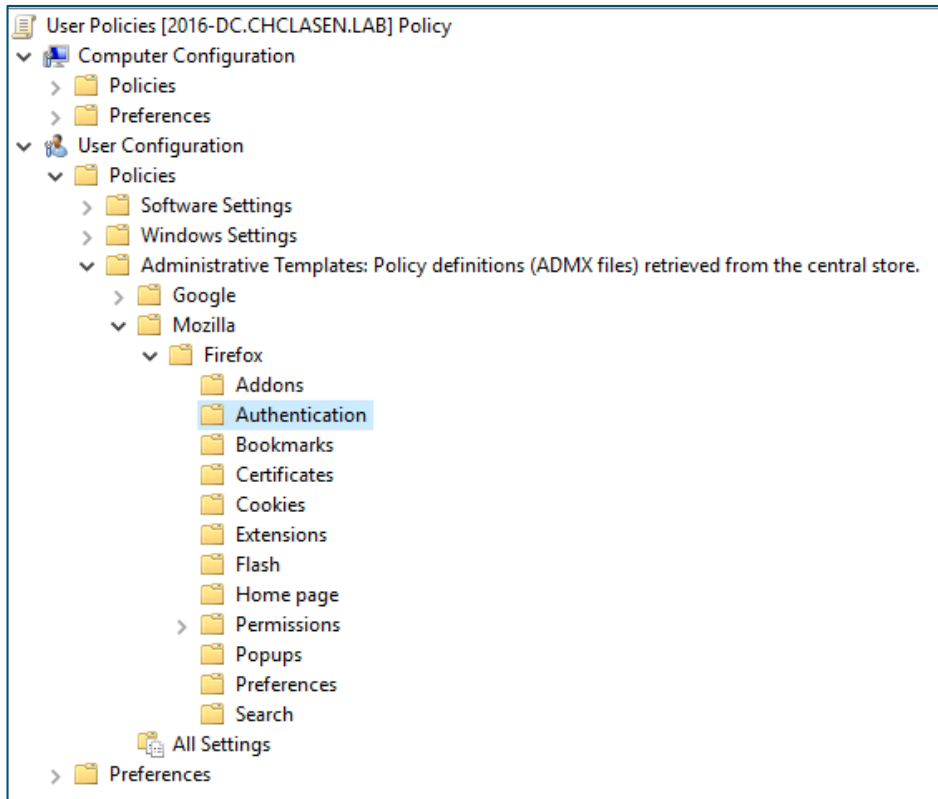 User Policies [2016-DC.CHCLASEN.LAB] Policy
Computer Configuration
Policies
Preferences
User Configuration
Policies
Software Settings
Windows Settings
Administrative Templates: Policy definitions (ADMX files) retrieved from the central store.
Google
Mozilla
Firefox
Addons
Authentication
Bookmarks
Certificates
Cookies
Extensions
Flash
Home page
Permissions
Popups
Preferences
Search
All Settings
Preferences